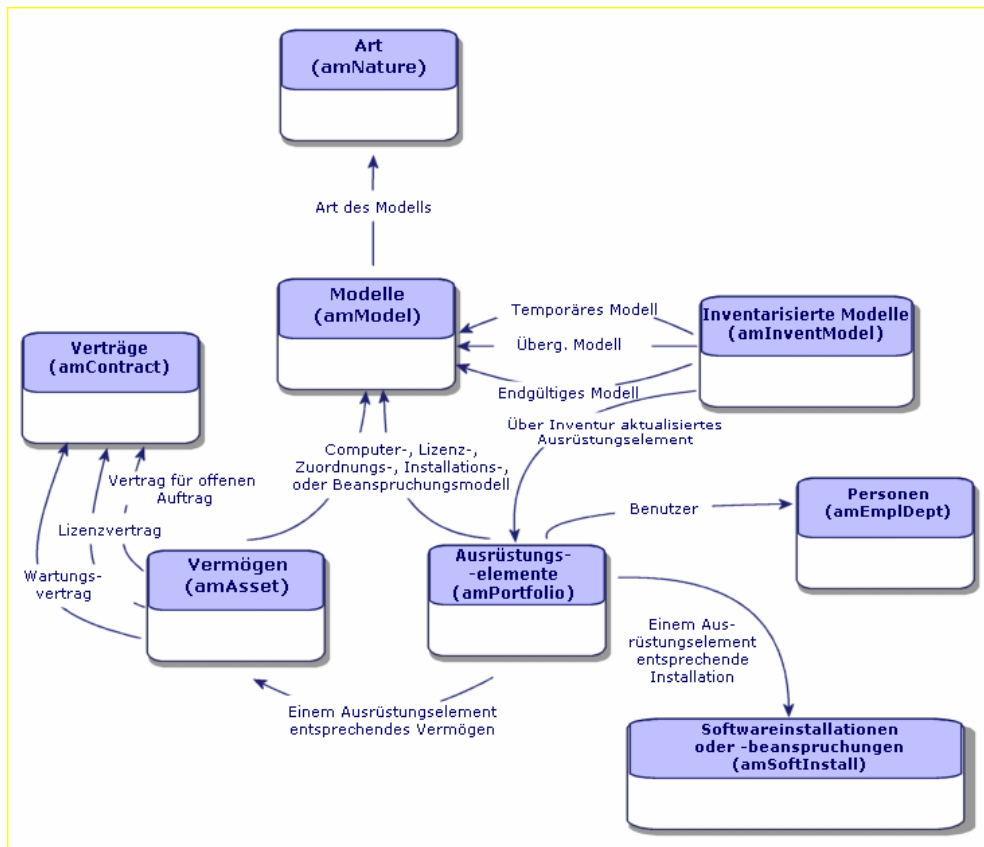 Art
(amNature)
Art des Modells
Modelle
(amModel)
Temporäres Modell
Überg. Modell
Endgültiges Modell
Inventarisierte Modelle
(amInventModel)
Verträge
(amContract)
Über Inventur aktualisiertes
Ausrüstungselement
Computer-, Lizenz-,
Zuordnungs-, Installations-,
oder Beanspruchungsmodell
Vertrag für offenen
Auftrag
Lizenzvertrag
Wartungs-
vertrag
Benutzer
Personen
(amEmplDept)
Vermögen
(amAsset)
Ausrüstungs-
-elemente
(amPortfolio)
Einem Aus-
rüstungselement
entsprechende
Installation
Einem Ausrüstungselement
entsprechendes Vermögen
Softwareinstallationen
oder -beanspruchungen
(amSoftInstall)